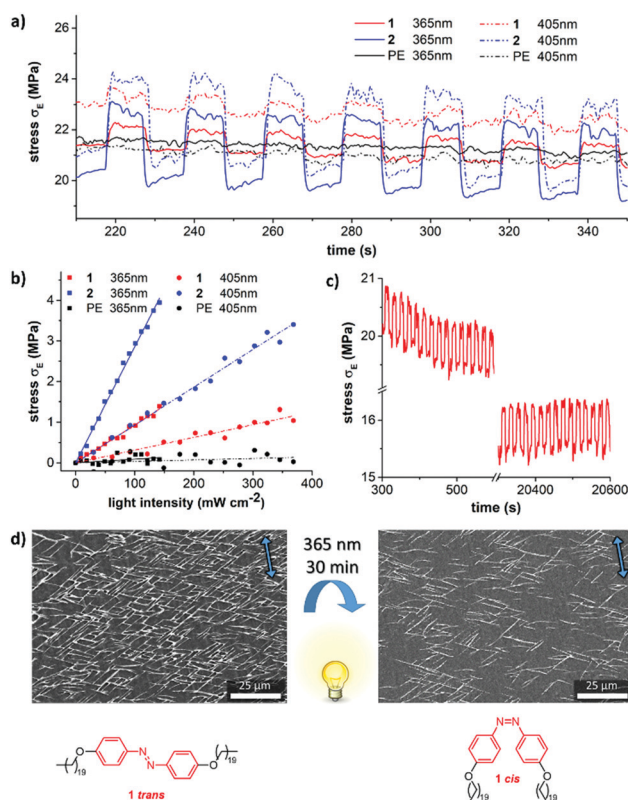 a)
stress σE (MPa)
26
24
22
20
1 365nm
2 365nm
PE 365nm
1 405nm
2 405nm
PE 405nm
220 240 260 280 300 320 340
time (s)
b)
stress σE (MPa)
4
3
2
1
0
1 365nm
2 365nm
PE 365nm
1 405nm
2 405nm
PE 405nm
0 100 200 300 400
light intensity (mW cm-2)
c)
stress σE (MPa)
21
20
16
15
300 500 20400 20600
time (s)
d)
25 µm
365 nm
30 min
25 µm
O
19
N
N
O
19
1 trans
N=N
O
O
19
19
1 cis